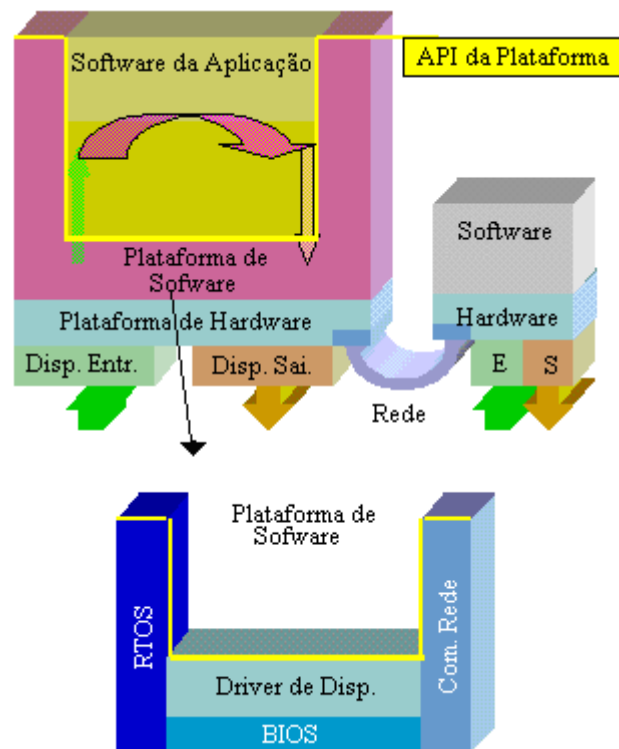 Software da Aplicação
API da Plataforma
Plataforma de
Sofware
Software
Plataforma de Hardware
Hardware
Disp. Entr.
Disp. Sai.
E
S
Rede
Plataforma de
Sofware
RTOS
Com. Rede
Driver de Disp.
BIOS